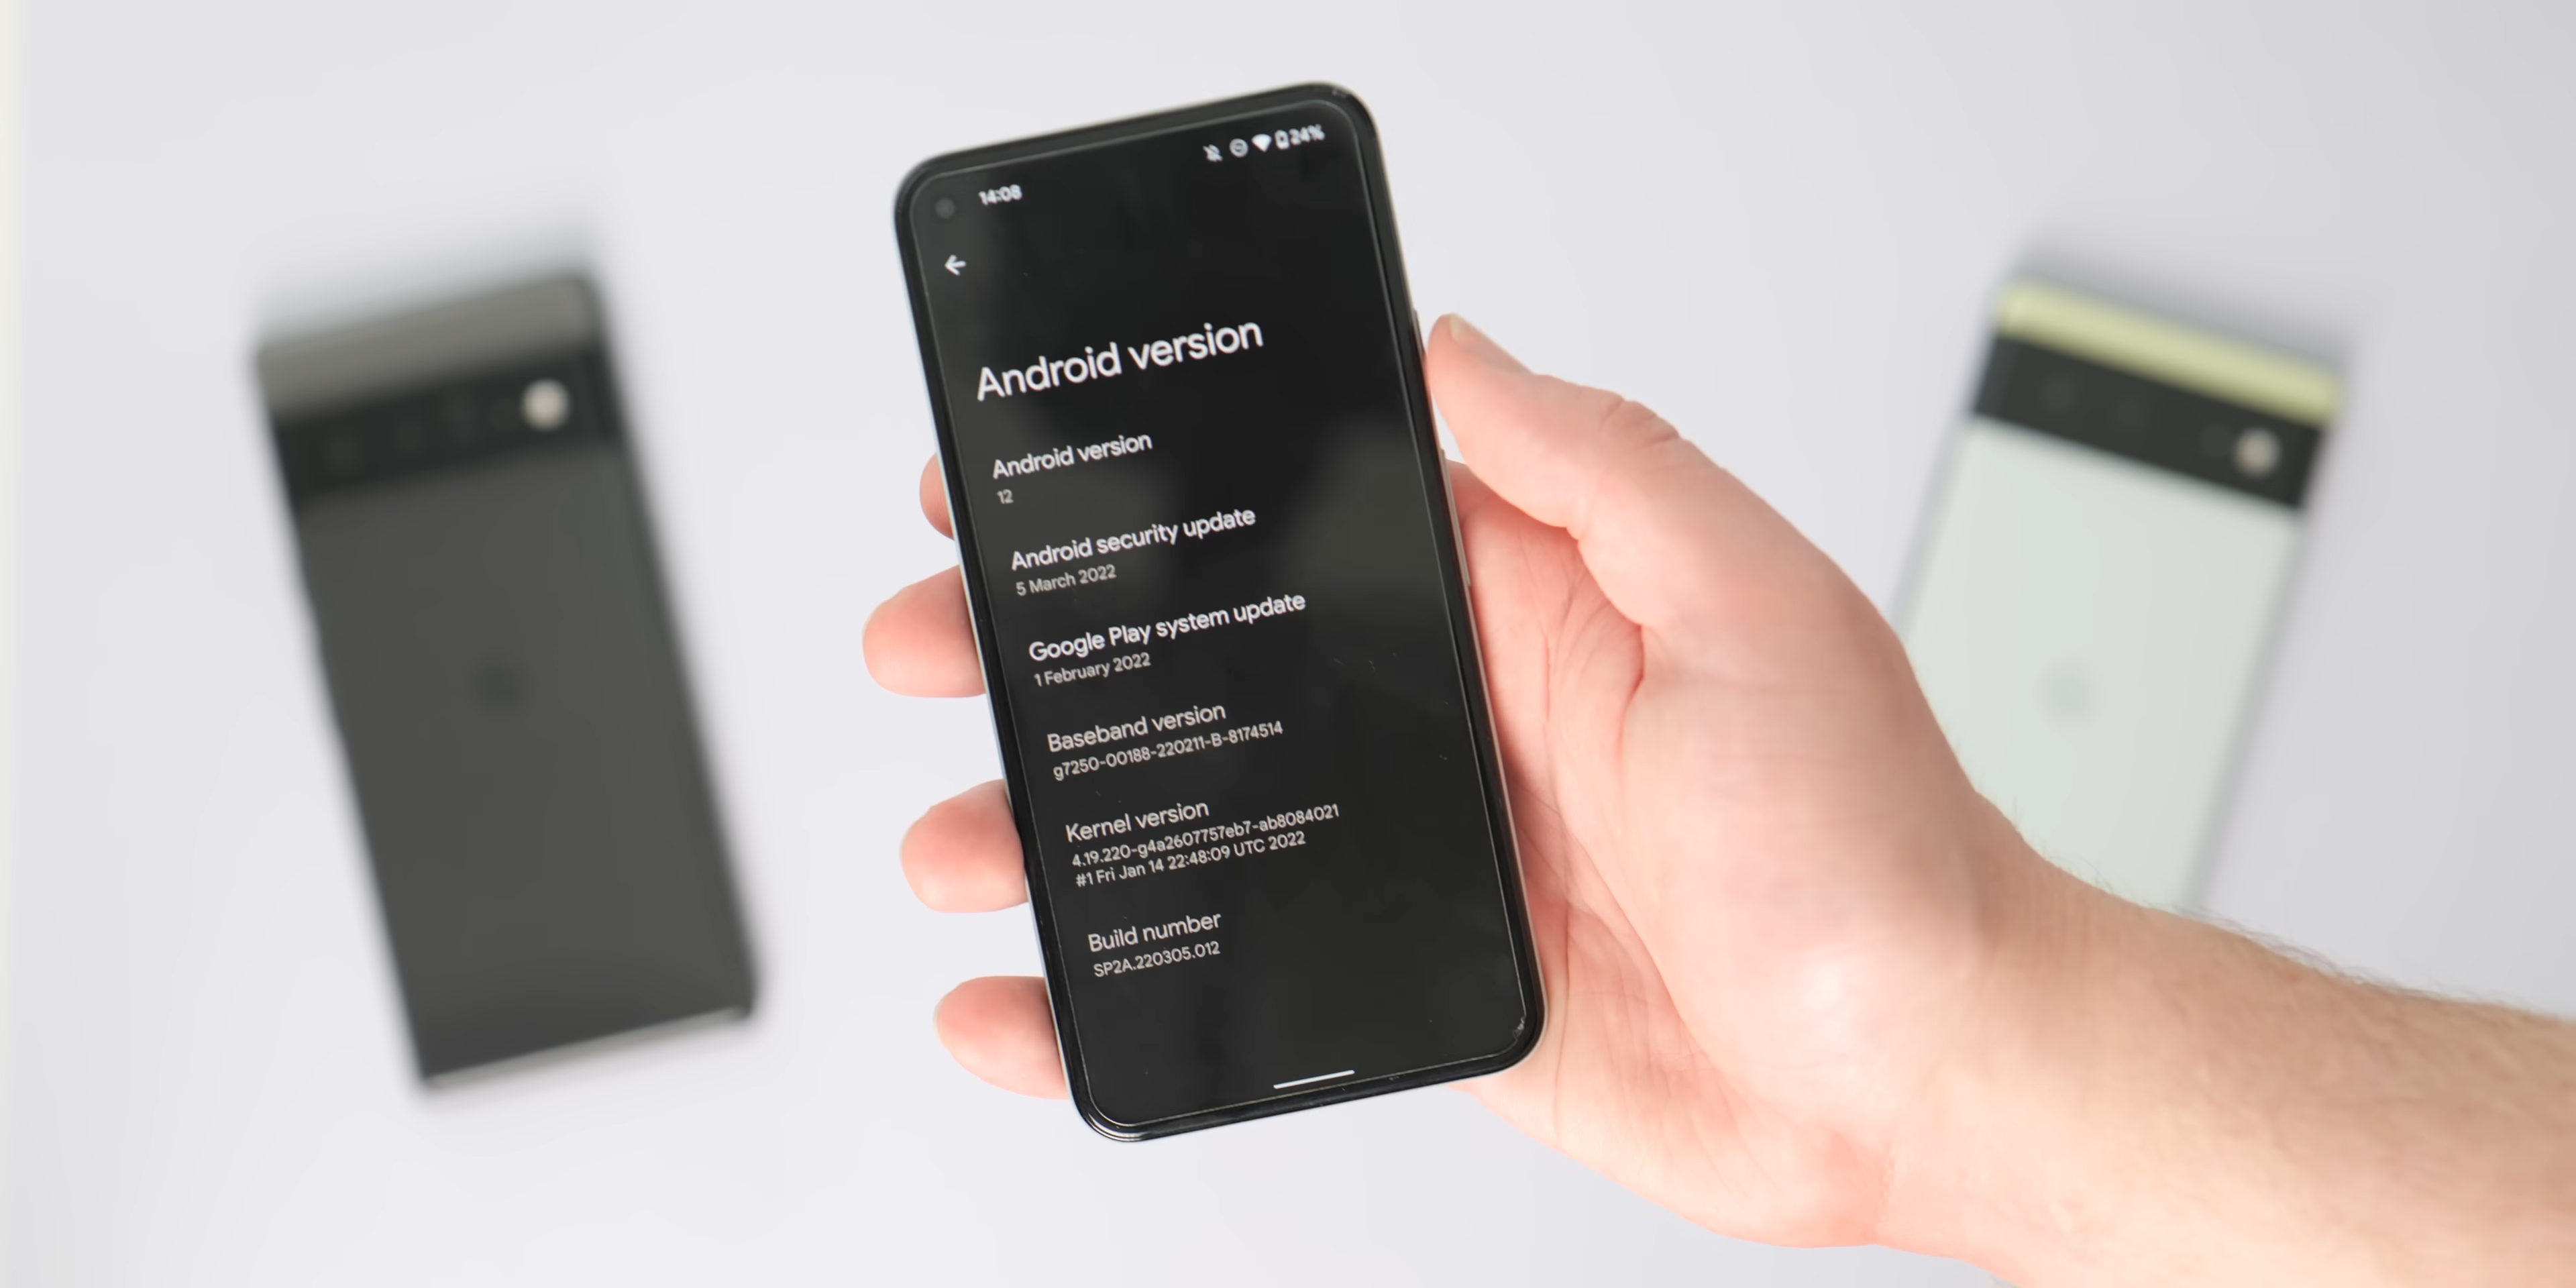 14:08
24%
Android version
Android version
12
Android security update
5 March 2022
Google Play system update
1 February 2022
Baseband version
g7250-00188-220211-B-8174514
Kernel version
4.19.220-g4a2607757eb7-ab8084021
#1 Fri Jan 14 22:48:09 UTC 2022
Build number
SP2A.220305.012